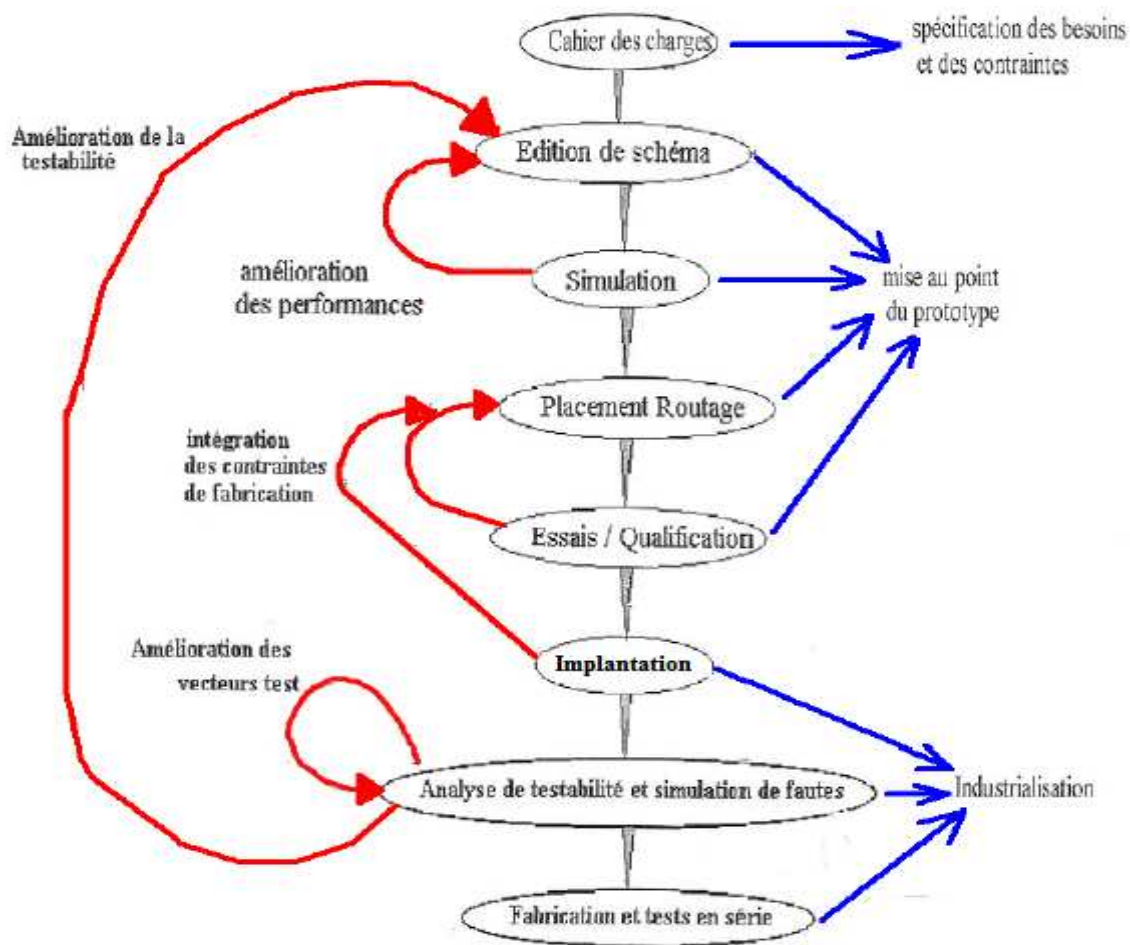 Cahier des charges
spécification des besoins
et des contraintes
Amélioration de la
testabilité
Edition de schéma
amélioration
des performances
Simulation
mise au point
du prototype
Placement Routage
intégration
des contraintes
de fabrication
Essais / Qualification
Implantation
Amélioration des
vecteurs test
Analyse de testabilité et simulation de fautes
Industrialisation
Fabrication et tests en série